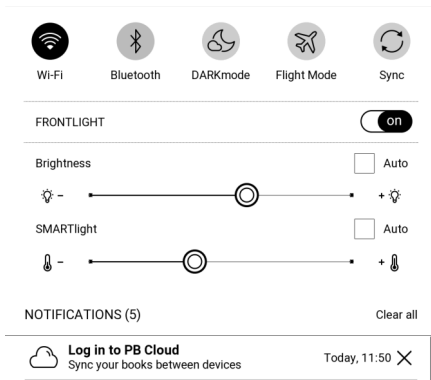 Wi-Fi Bluetooth DARKmode Flight Mode Sync
FRONTLIGHT on
Brightness Auto
- +
SMARTlight Auto
- +
NOTIFICATIONS (5) Clear all
Log in to PB Cloud
Sync your books between devices Today, 11:50